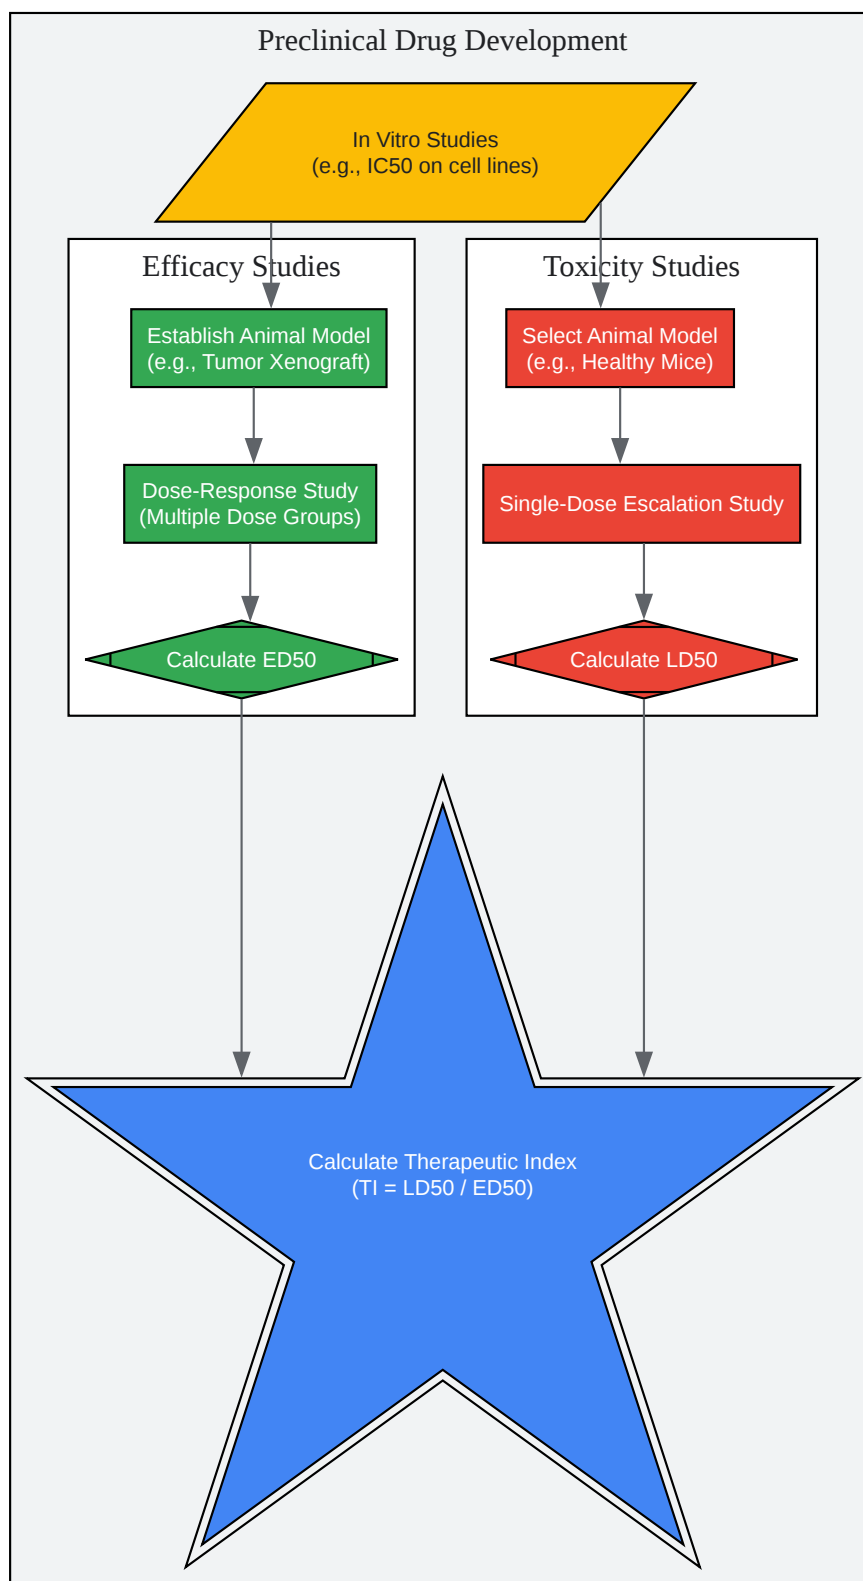 Preclinical Drug Development
In Vitro Studies
(e.g., IC50 on cell lines)
Efficacy Studies
Establish Animal Model
(e.g., Tumor Xenograft)
Dose-Response Study
(Multiple Dose Groups)
Calculate ED50
Toxicity Studies
Select Animal Model
(e.g., Healthy Mice)
Single-Dose Escalation Study
Calculate LD50
Calculate Therapeutic Index
(TI = LD50 / ED50)